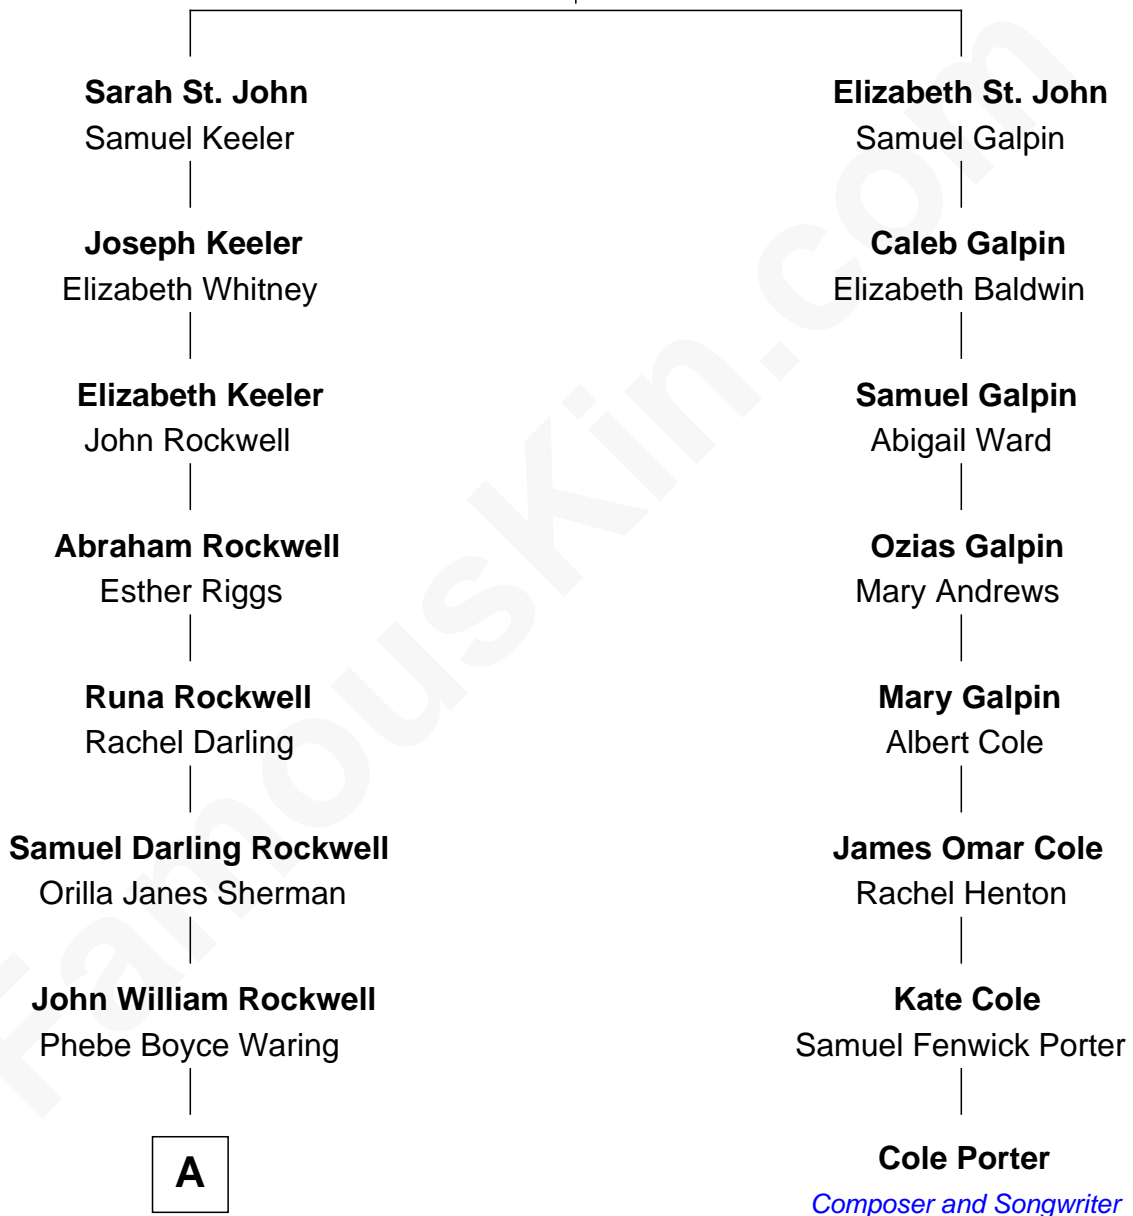 Sarah St. John
Samuel Keeler
Joseph Keeler
Elizabeth Whitney
Elizabeth Keeler
John Rockwell
Abraham Rockwell
Esther Riggs
Runa Rockwell
Rachel Darling
Samuel Darling Rockwell
Orilla Janes Sherman
John William Rockwell
Phebe Boyce Waring
A
Elizabeth St. John
Samuel Galpin
Caleb Galpin
Elizabeth Baldwin
Samuel Galpin
Abigail Ward
Ozias Galpin
Mary Andrews
Mary Galpin
Albert Cole
James Omar Cole
Rachel Henton
Kate Cole
Samuel Fenwick Porter
Cole Porter
Composer and Songwriter
FamousKin.com